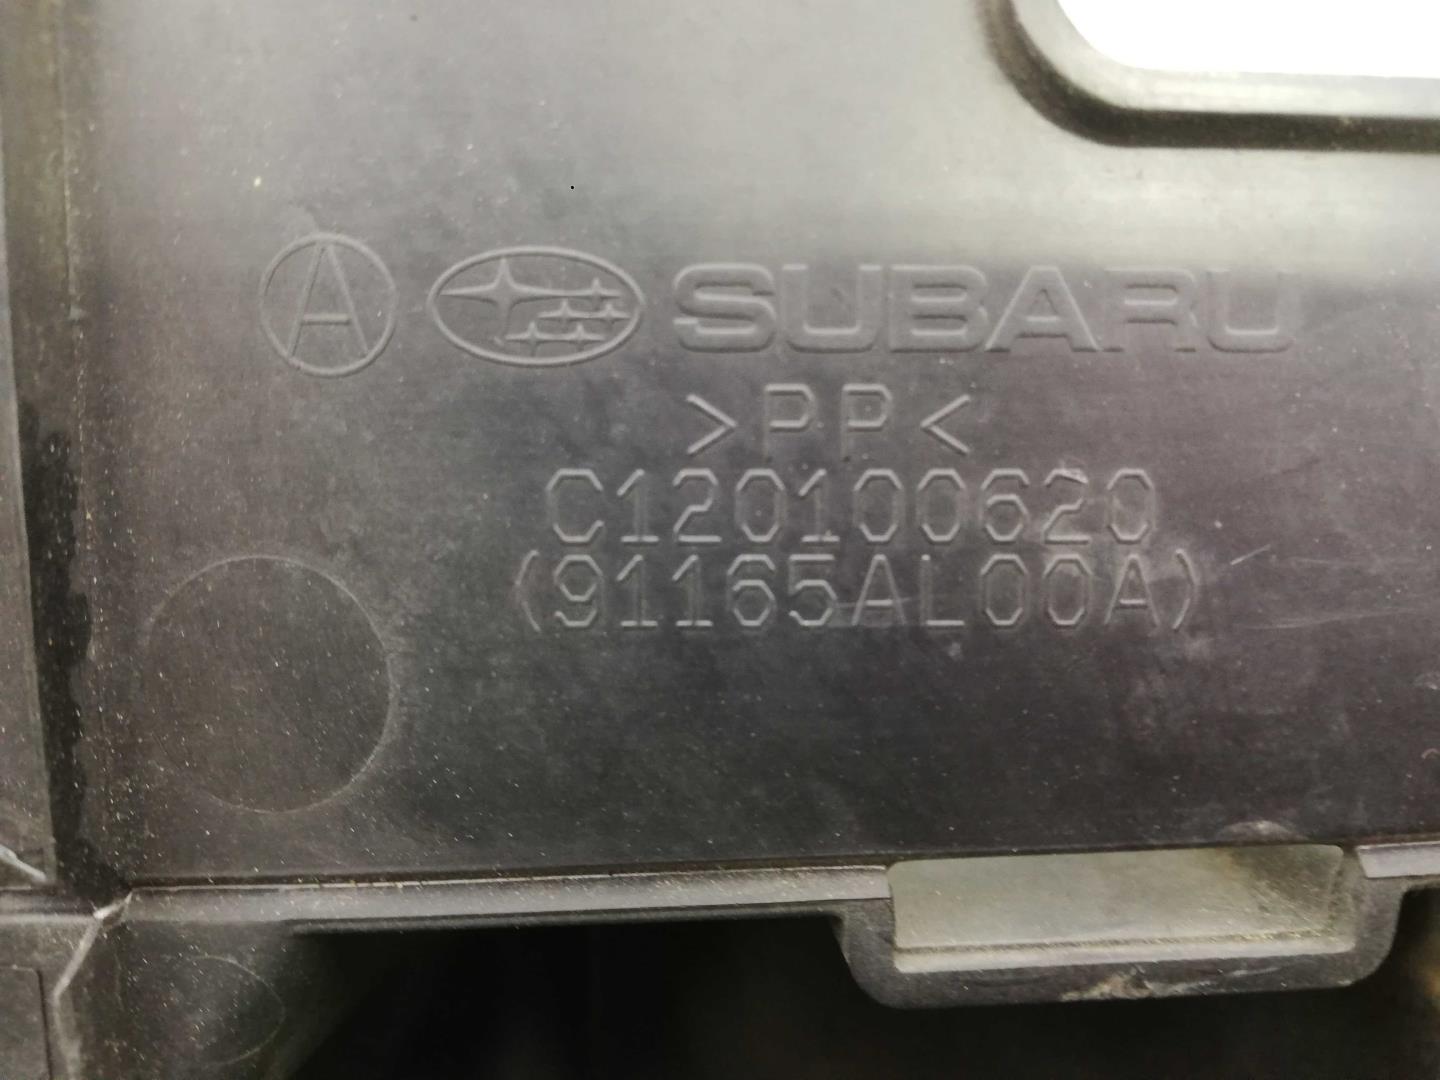 A SUBARU
>PP<
C120100620
(91165AL00A)